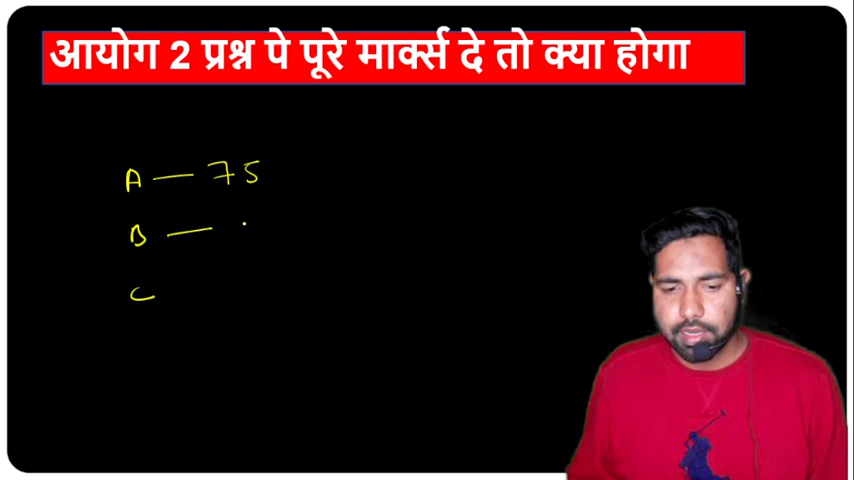 आयोग 2 प्रश्न पे पूरे मार्क्स दे तो क्या होगा
A — 75
B —
C